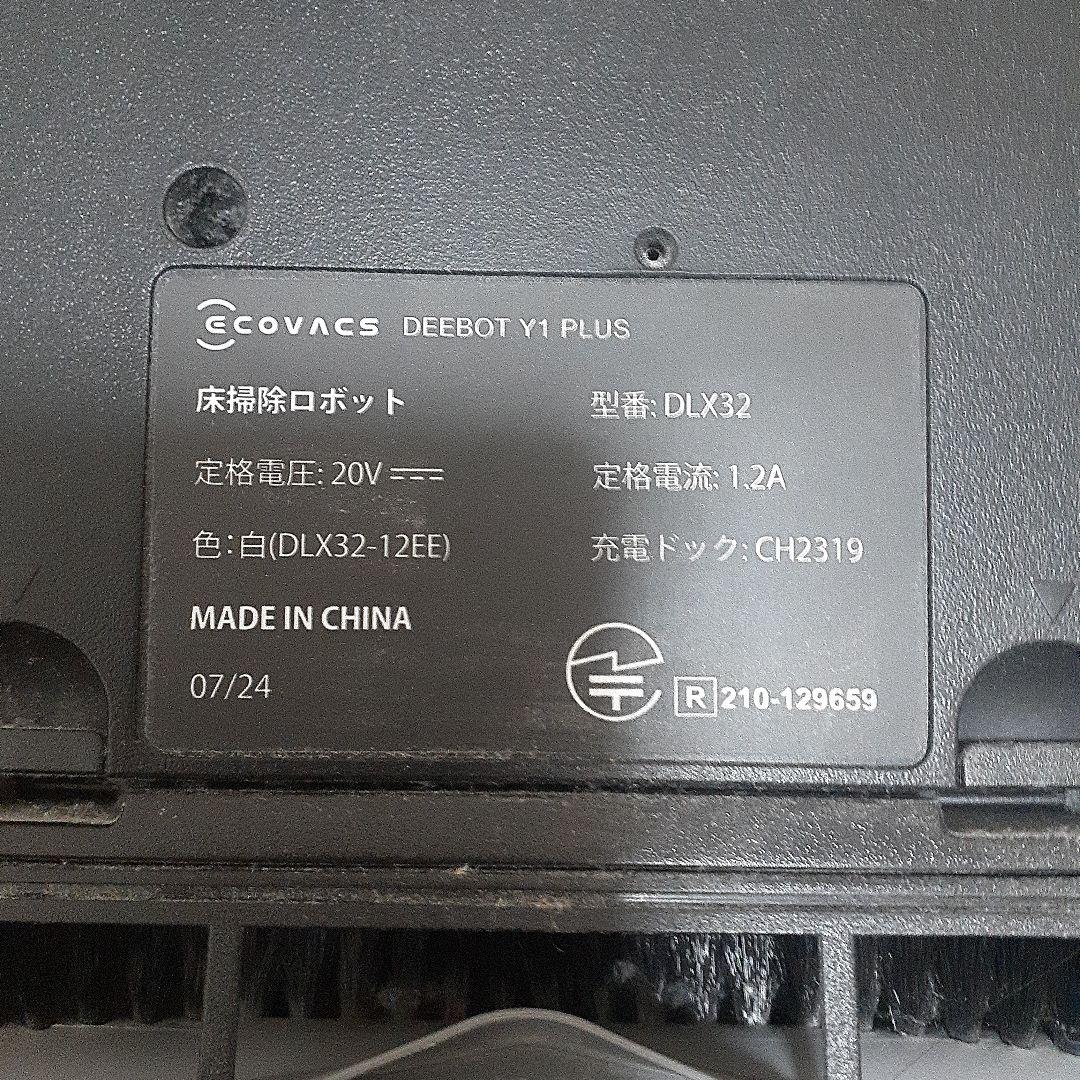 ECOVACS DEEBOT Y1 PLUS
床掃除ロボット 型番: DLX32
定格電圧: 20V 定格電流: 1.2A
色：白(DLX32-12EE) 充電ドック: CH2319
MADE IN CHINA
07/24
R 210-129659